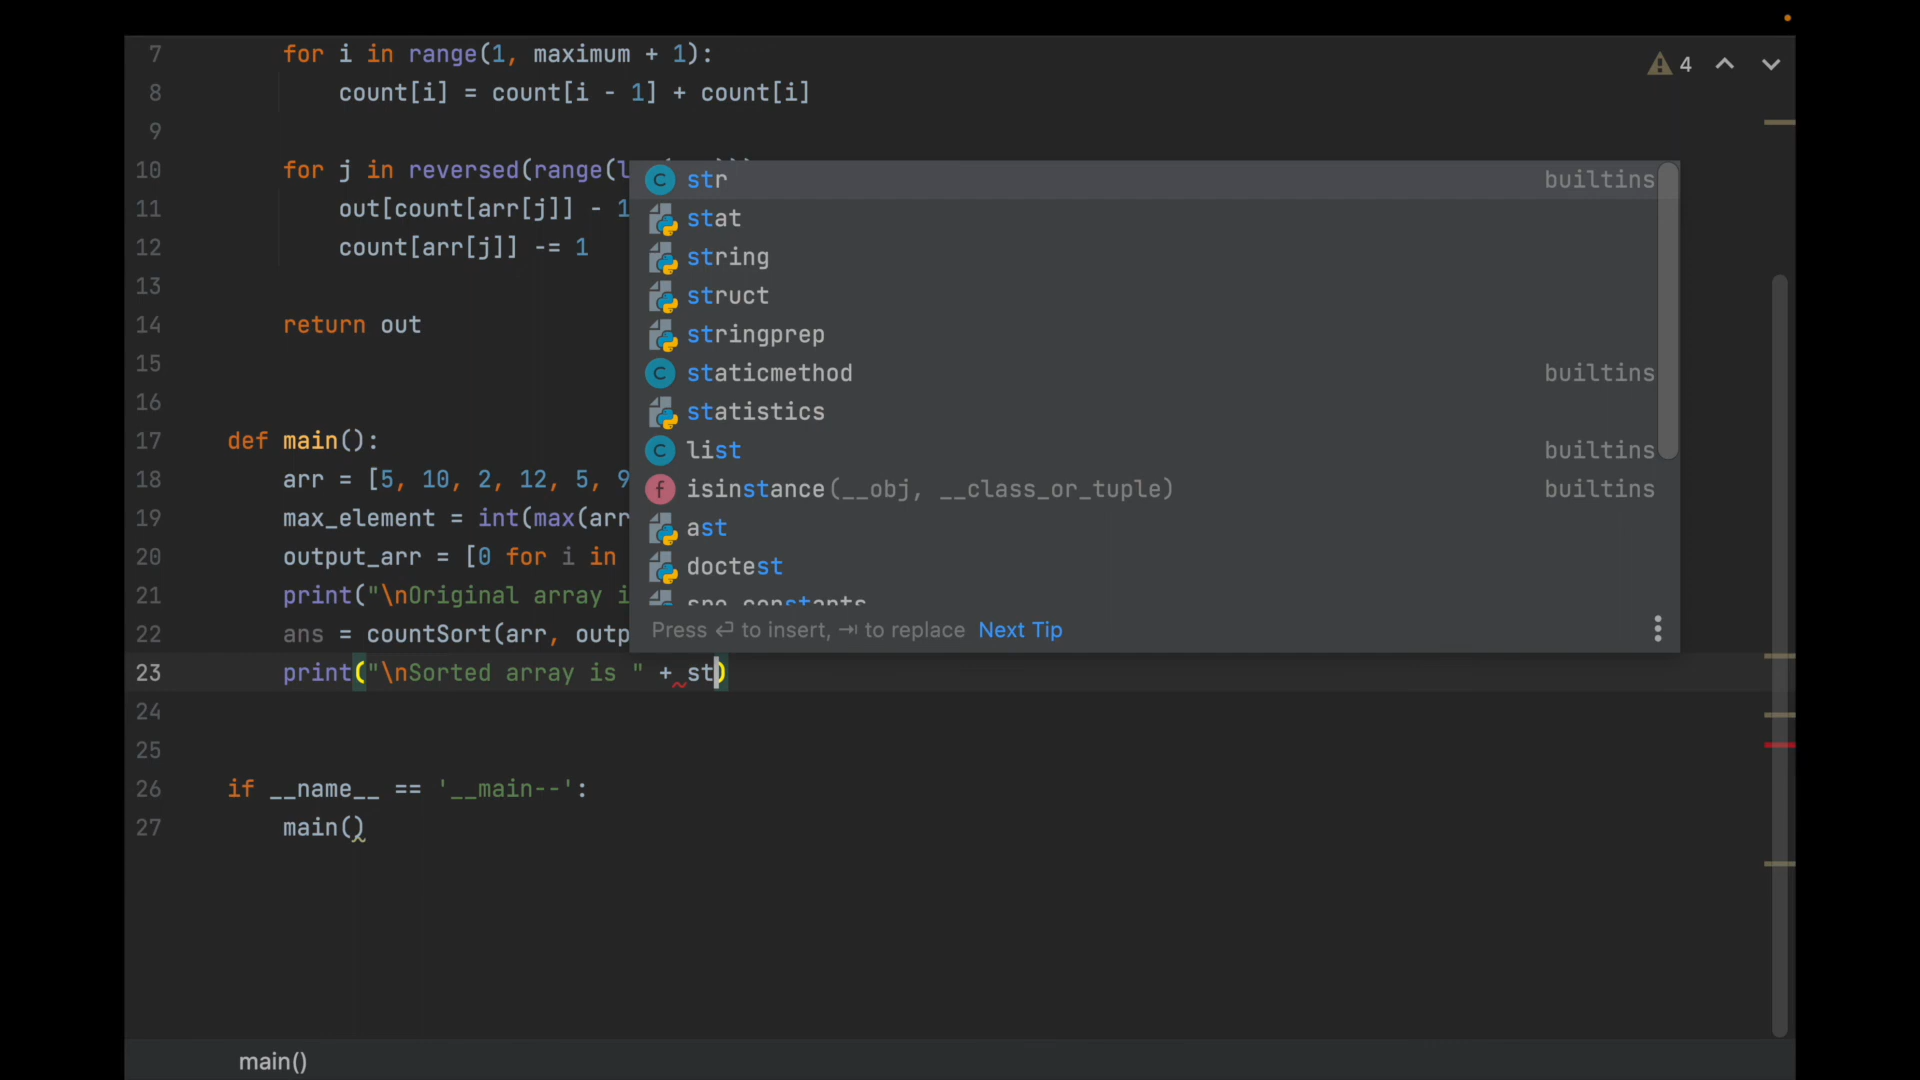 4
7 for i in range(1, maximum + 1):
8 count[i] = count[i - 1] + count[i]
9
10 for j in reversed(range(l
11 out[count[arr[j]] - 1
12 count[arr[j]] -= 1
13
14 return out
15
16
17 def main():
18 arr = [5, 10, 2, 12, 5, 9
19 max_element = int(max(arr
20 output_arr = [0 for i in
21 print("\nOriginal array i
22 ans = countSort(arr, outp
23 print("\nSorted array is " + st)
24
25
26 if __name__ == '__main--':
27 main()
str builtins
stat
string
struct
stringprep
staticmethod builtins
statistics
list builtins
isinstance(__obj, __class_or_tuple) builtins
ast
doctest
Press ⏎ to insert, ⇥ to replace Next Tip
main()